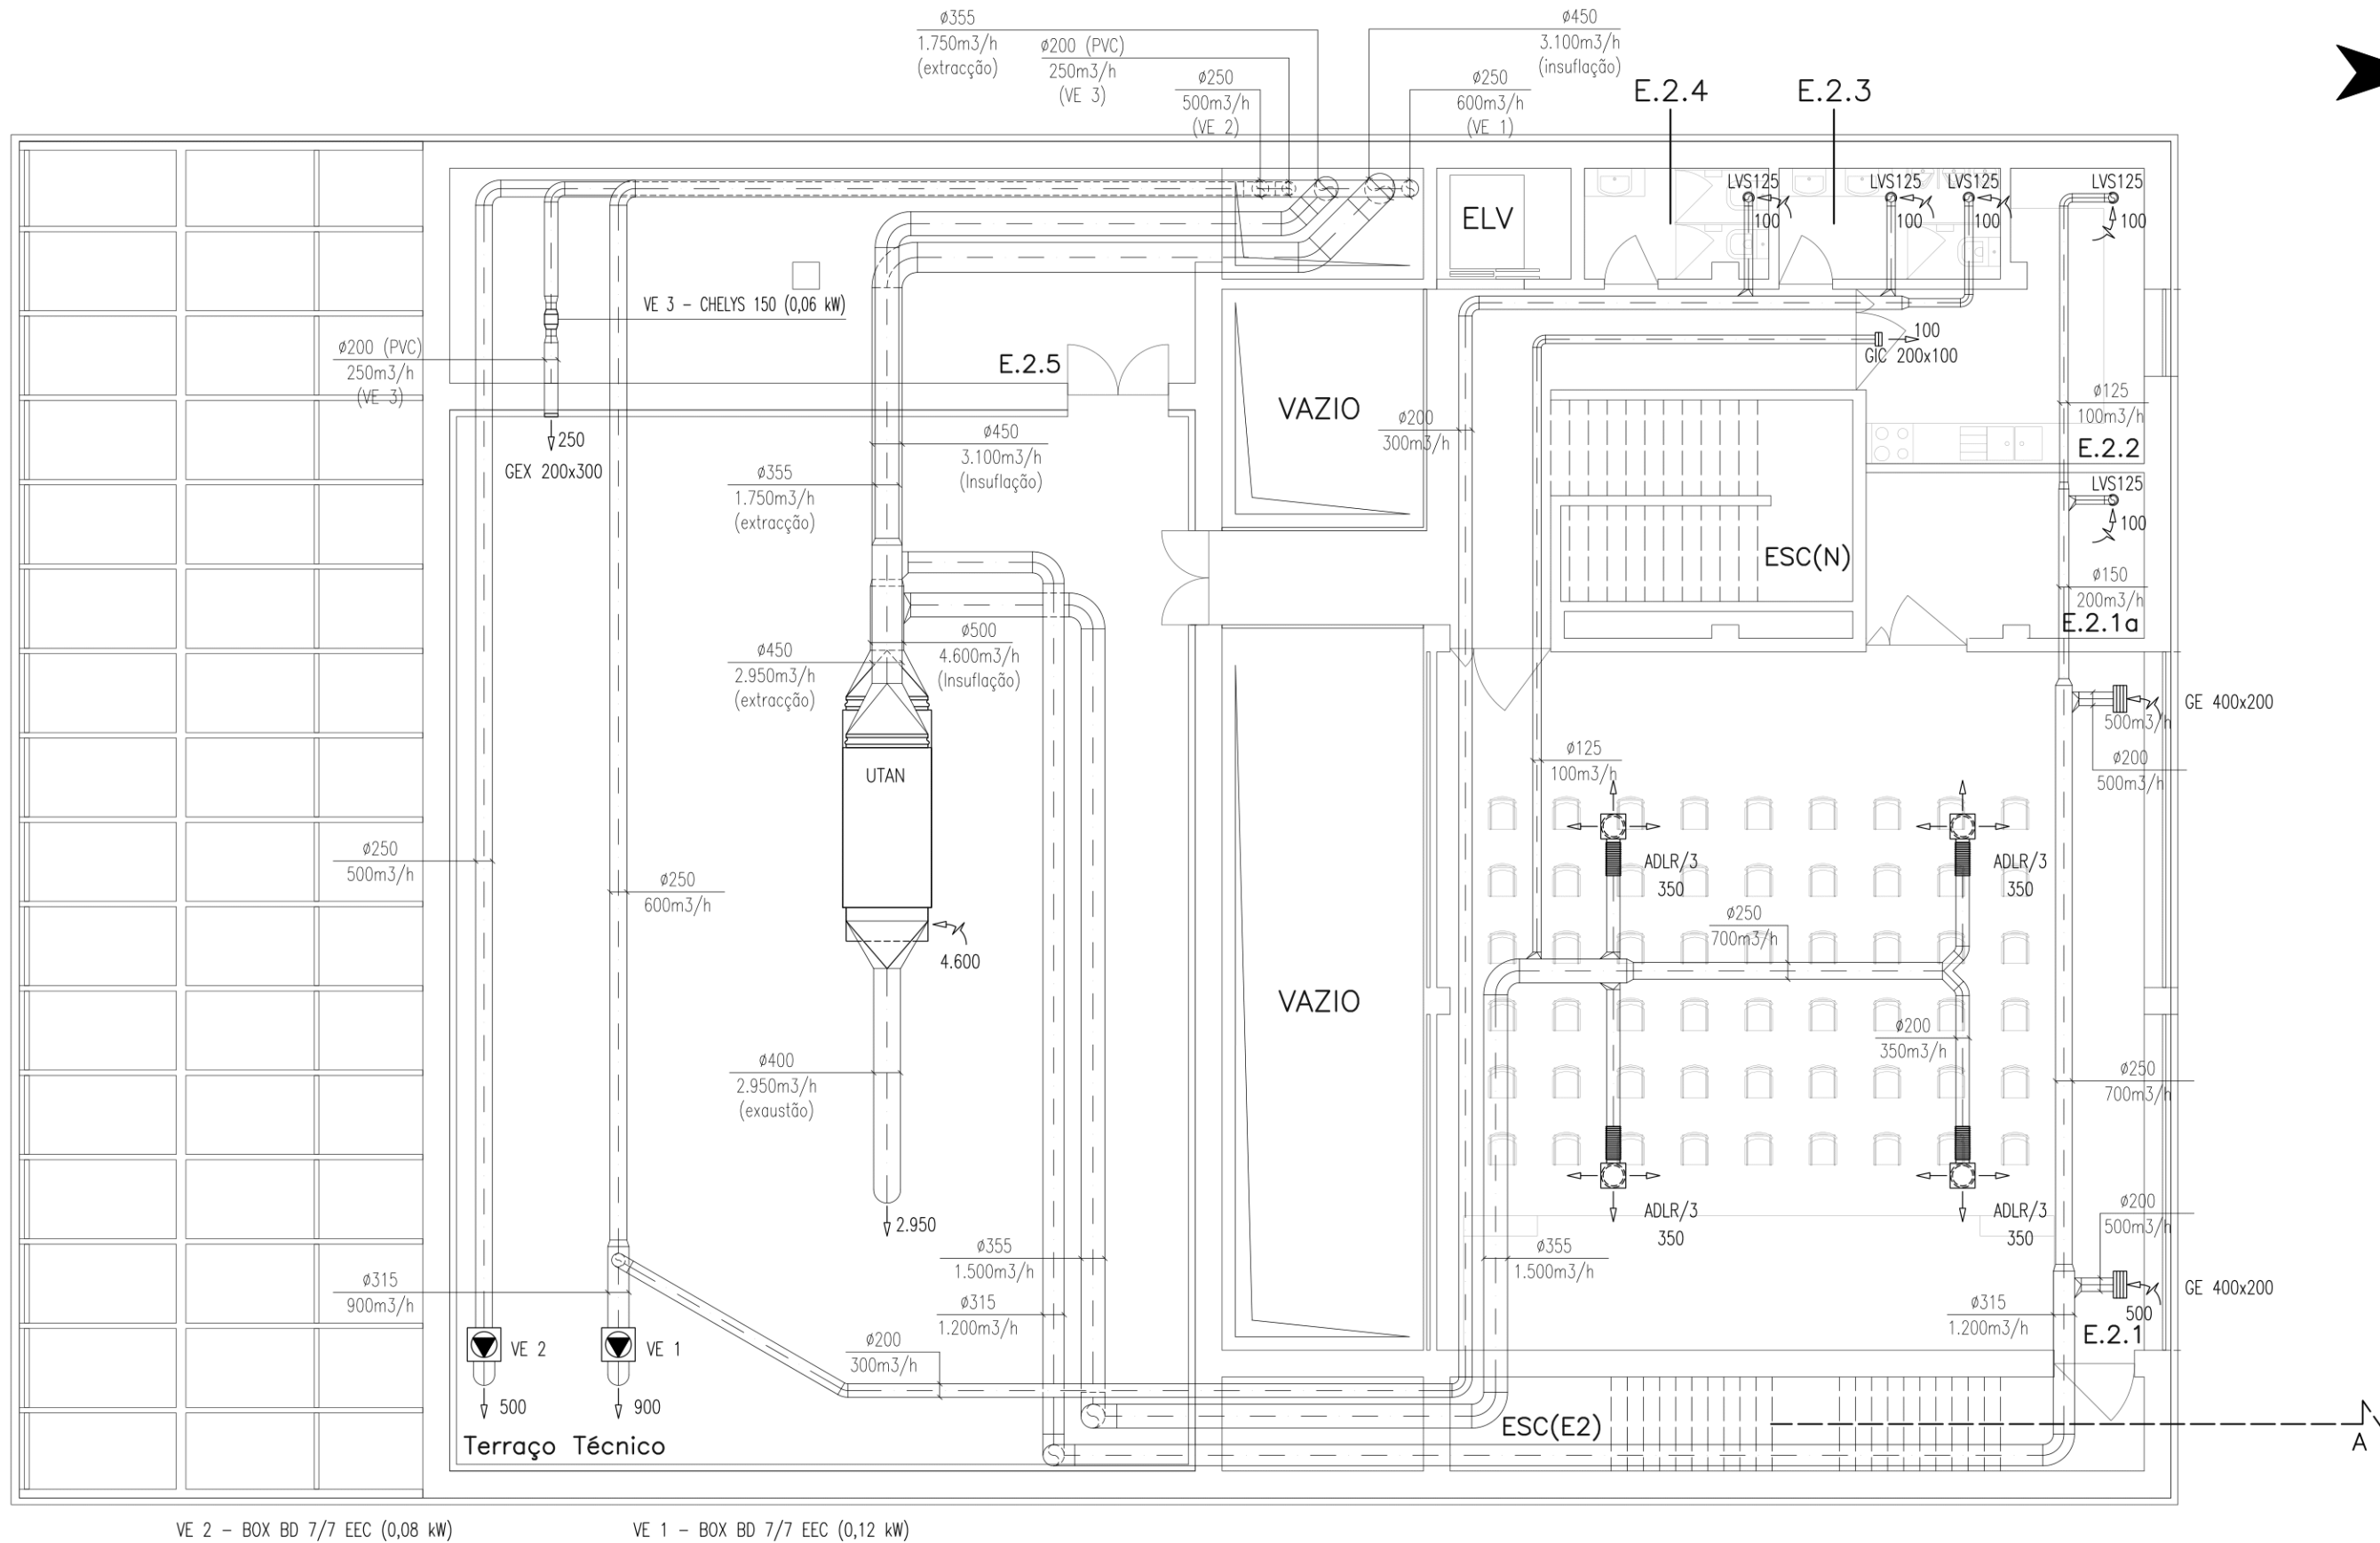 ø355
1.750m3/h
(extracção)
ø200 (PVC)
250m3/h
(VE 3)
ø250
500m3/h
(VE 2)
ø450
3.100m3/h
(insuflação)
ø250
600m3/h
(VE 1)
E.2.4
E.2.3
ELV
LVS125
100
LVS125
100
LVS125
100
LVS125
100
VE 3 - CHELYS 150 (0,06 kW)
ø200 (PVC)
250m3/h
(VE 3)
E.2.5
100
GIC 200x100
VAZIO
ø200
300m3/h
ø125
100m3/h
E.2.2
250
GEX 200x300
ø450
3.100m3/h
(Insuflação)
ø355
1.750m3/h
(extracção)
LVS125
100
ESC(N)
ø150
200m3/h
E.2.1a
ø500
4.600m3/h
(Insuflação)
ø450
2.950m3/h
(extracção)
GE 400x200
500m3/h
ø200
500m3/h
UTAN
ø125
100m3/h
ADLR/3
350
ADLR/3
350
ø250
500m3/h
ø250
600m3/h
ø250
700m3/h
4.600
VAZIO
ø200
350m3/h
ø400
2.950m3/h
(exaustão)
ø250
700m3/h
2.950
ADLR/3
350
ADLR/3
350
ø200
500m3/h
ø355
1.500m3/h
ø355
1.500m3/h
ø315
900m3/h
ø315
1.200m3/h
ø315
1.200m3/h
GE 400x200
500
E.2.1
VE 2
VE 1
ø200
300m3/h
500
900
Terraço Técnico
ESC(E2)
A
VE 2 - BOX BD 7/7 EEC (0,08 kW)
VE 1 - BOX BD 7/7 EEC (0,12 kW)